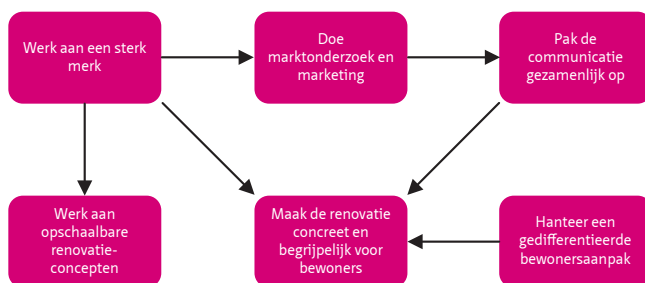 Werk aan een sterk
merk
Doe
marktonderzoek en
marketing
Pak de
communicatie
gezamenlijk op
Werk aan
opschaalbare
renovatie-
concepten
Maak de renovatie
concreet en
begrijpelijk voor
bewoners
Hanteer een
gedifferentieerde
bewonersaanpak